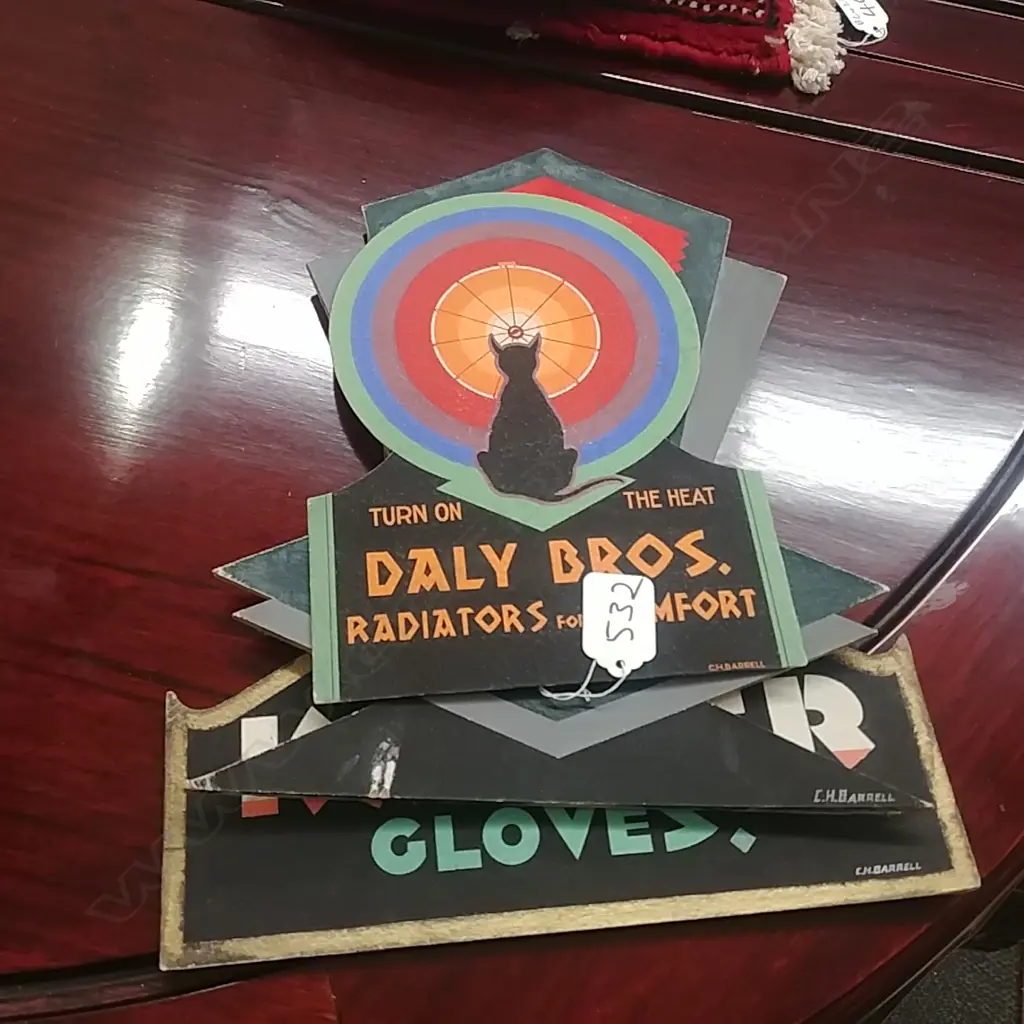 TURN ON THE HEAT
DALY BROS.
RADIATORS
532
C.H.BARRELL
C.H.BARRELL
GLOVES.
C.H.BARRELL